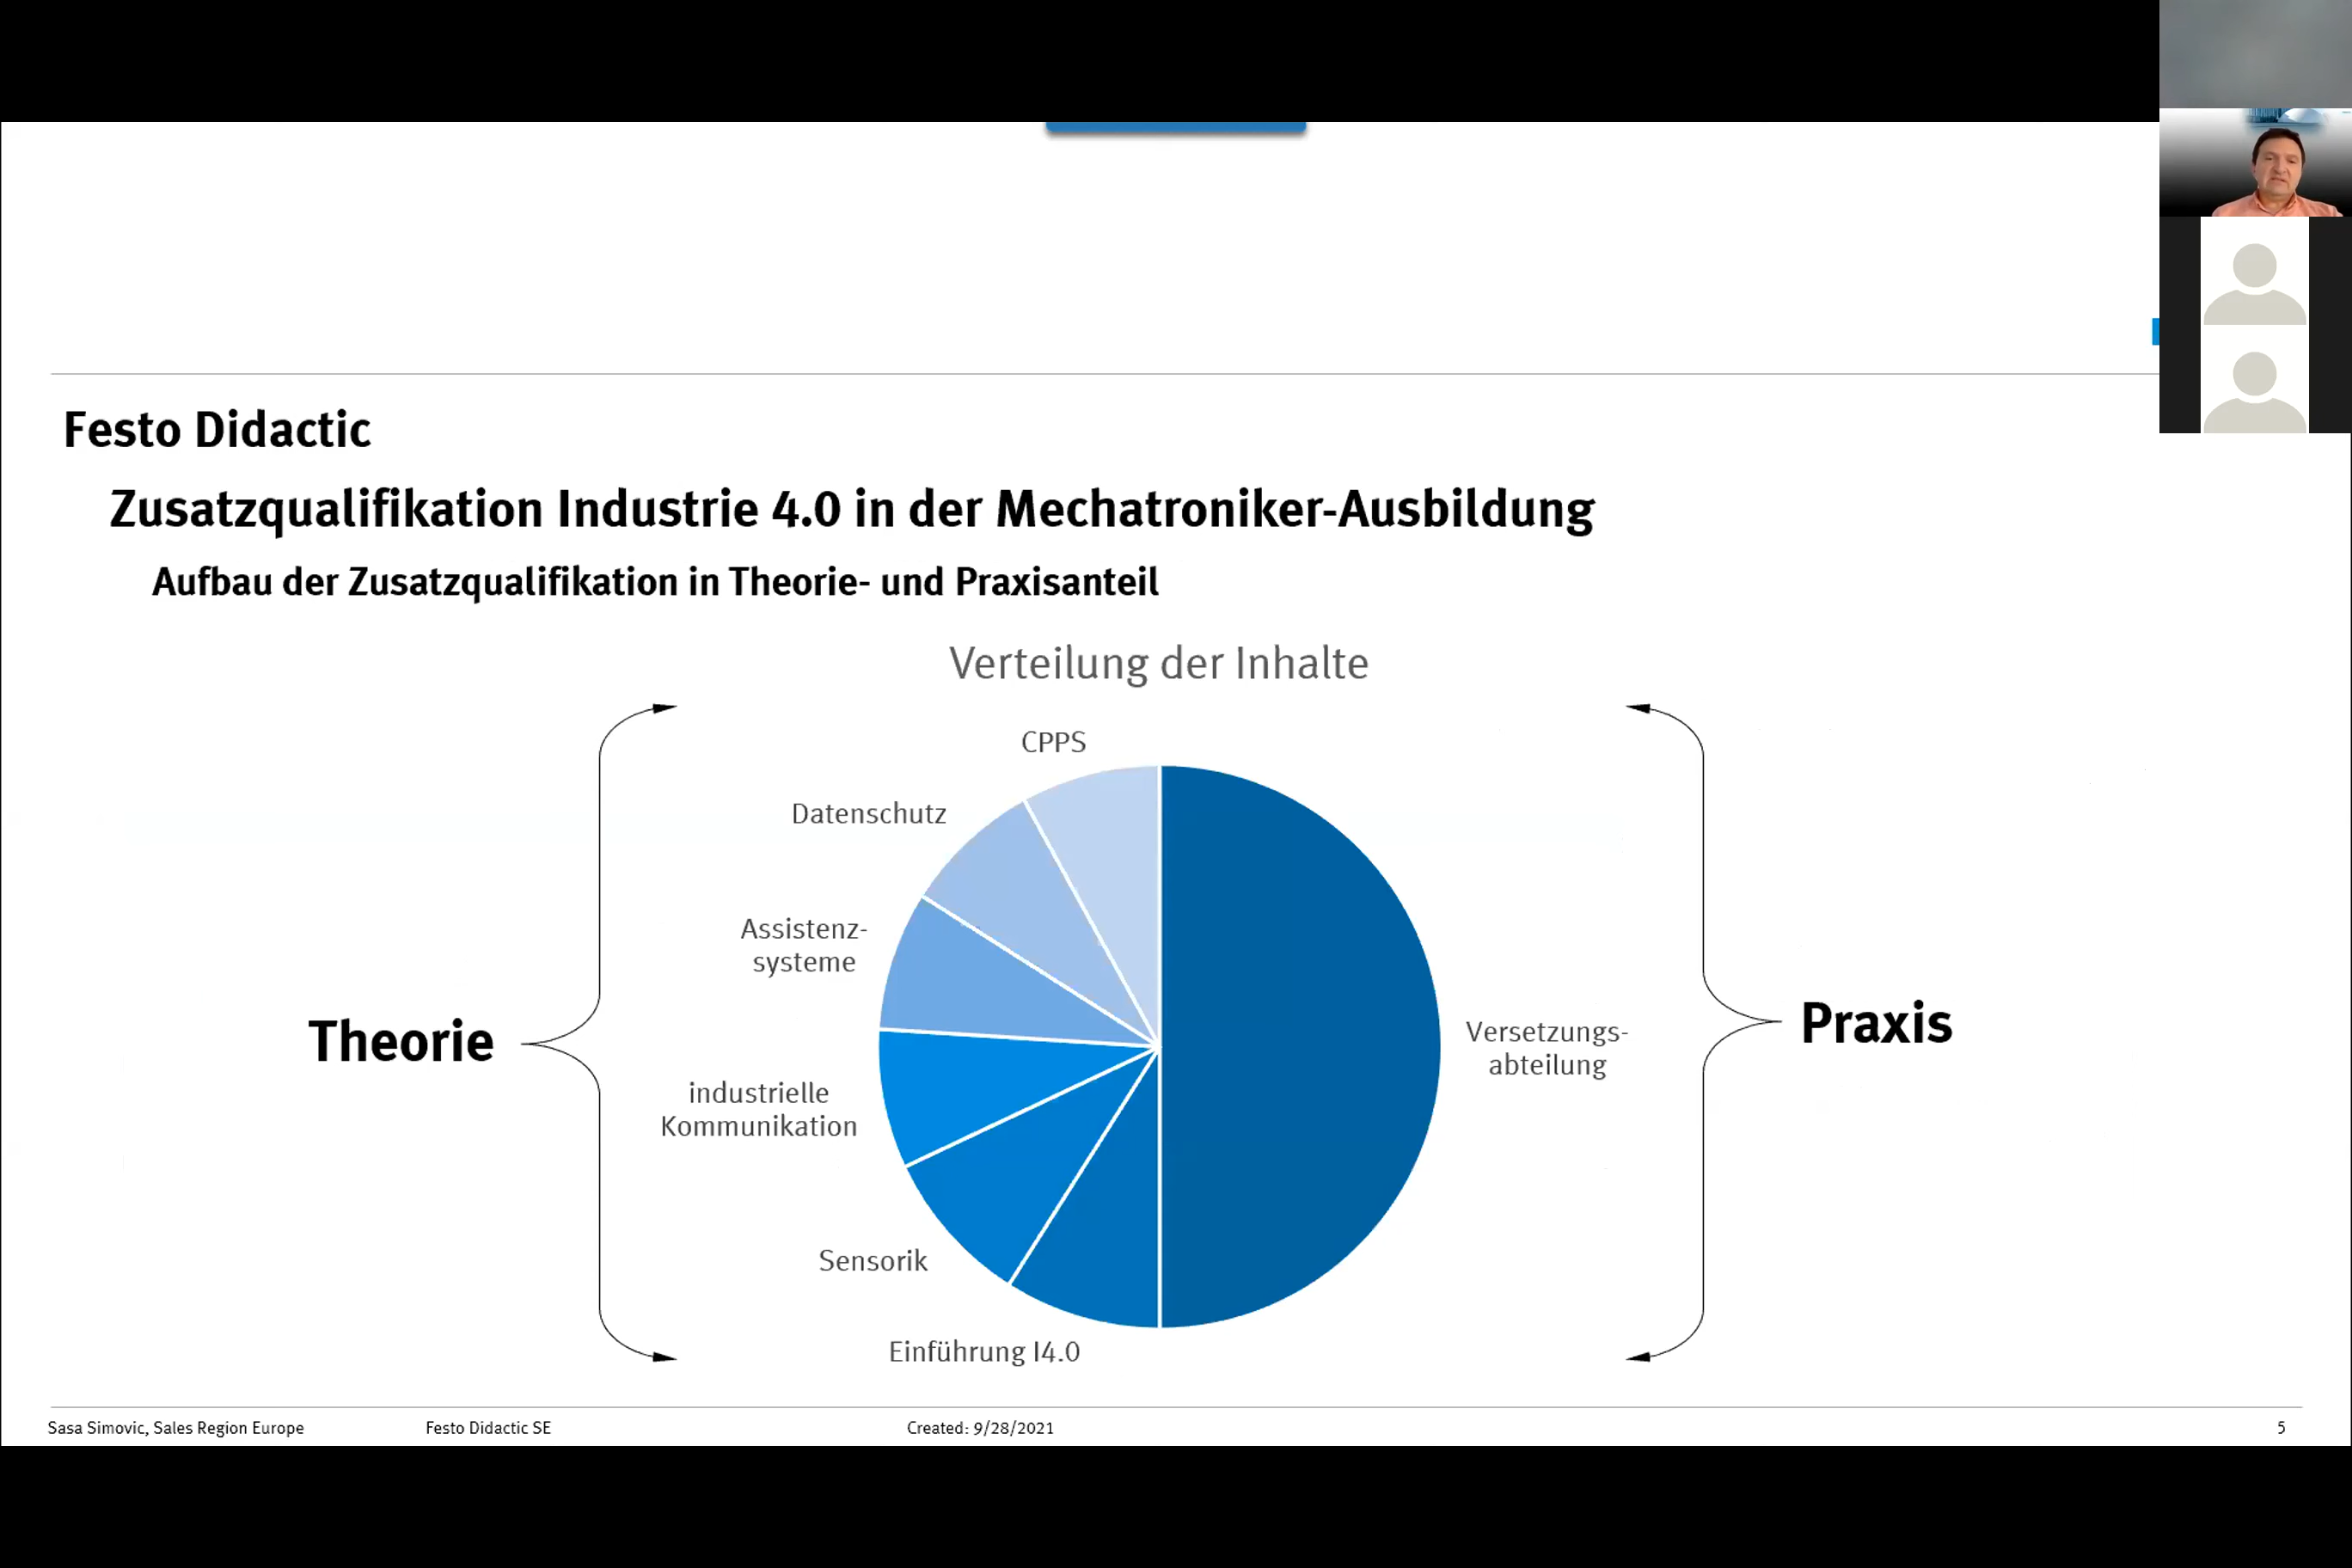 Festo Didactic
Zusatzqualifikation Industrie 4.0 in der Mechatroniker-Ausbildung
Aufbau der Zusatzqualifikation in Theorie- und Praxisanteil
Verteilung der Inhalte
CPPS
Datenschutz
Assistenz-
systeme
Theorie
industrielle
Kommunikation
Sensorik
Einführung I4.0
Versetzungs-
abteilung
Praxis
Sasa Simovic, Sales Region Europe
Festo Didactic SE
Created: 9/28/2021
5